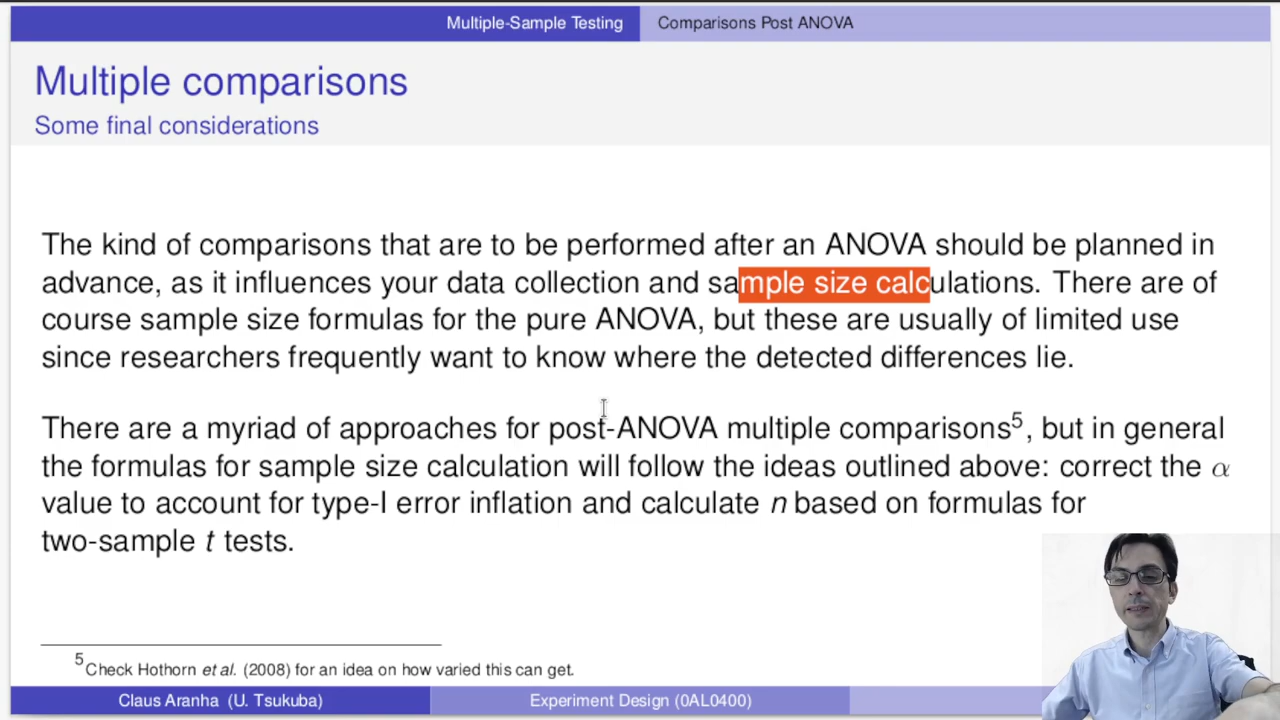 Multiple-Sample Testing Comparisons Post ANOVA
Multiple comparisons
Some final considerations
The kind of comparisons that are to be performed after an ANOVA should be planned in
advance, as it influences your data collection and sample size calculations. There are of
course sample size formulas for the pure ANOVA, but these are usually of limited use
since researchers frequently want to know where the detected differences lie.
There are a myriad of approaches for post-ANOVA multiple comparisons⁵, but in general
the formulas for sample size calculation will follow the ideas outlined above: correct the α
value to account for type-I error inflation and calculate n based on formulas for
two-sample t tests.
⁵Check Hothorn et al. (2008) for an idea on how varied this can get.
Claus Aranha (U. Tsukuba) Experiment Design (0AL0400)